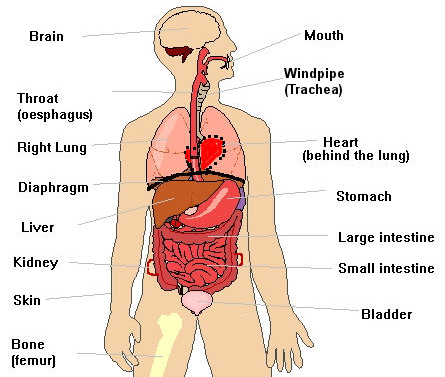 Brain
Mouth
Windpipe
(Trachea)
Throat
(oesphagus)
Right Lung
Heart
(behind the lung)
Diaphragm
Stomach
Liver
Large intestine
Kidney
Small intestine
Skin
Bladder
Bone
(femur)